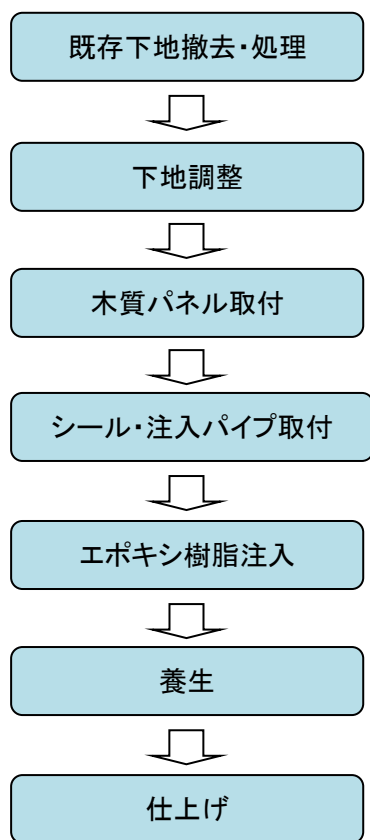 既存下地撤去・処理
下地調整
木質パネル取付
シール・注入パイプ取付
エポキシ樹脂注入
養生
仕上げ